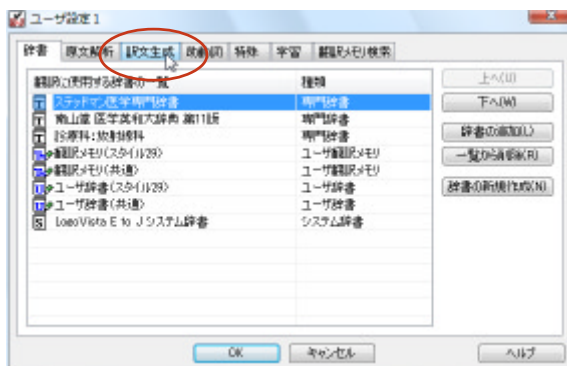 ユーザ設定1
辞書 原文解析 訳文生成 助動詞 特殊 学習 翻訳メモリ検索
翻訳に使用する辞書の一覧 種類
ステッドマン医学専門辞書 専門辞書
南山堂 医学英和大辞典 第11版 専門辞書
診療科:放射線科 専門辞書
翻訳メモリ(スタイル29) ユーザ翻訳メモリ
翻訳メモリ(共通) ユーザ翻訳メモリ
ユーザ辞書(スタイル29) ユーザ辞書
ユーザ辞書(共通) ユーザ辞書
LogoVista E to J システム辞書 システム辞書
上へ(U)
下へ(W)
辞書の追加(L)
一覧から削除(R)
辞書の新規作成(N)
OK キャンセル ヘルプ